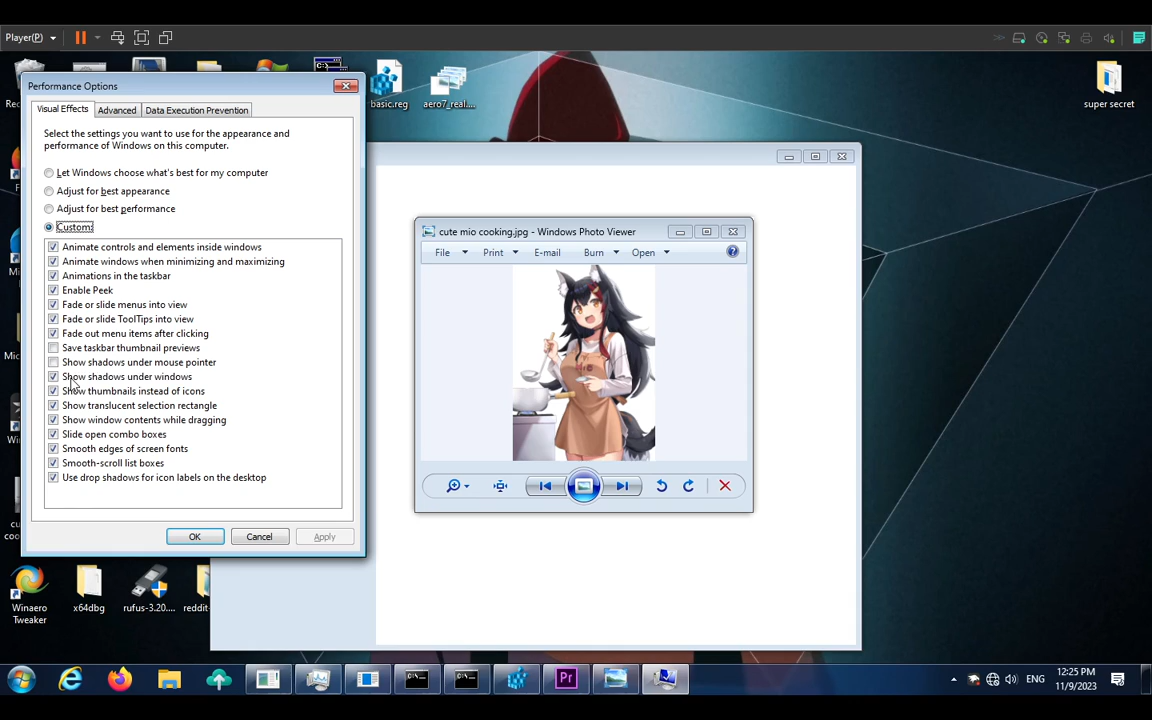 Player(P)
basic.reg
aero7_real....
super secret
Performance Options
Visual Effects
Advanced
Data Execution Prevention
Select the settings you want to use for the appearance and
performance of Windows on this computer.
Let Windows choose what's best for my computer
Adjust for best appearance
Adjust for best performance
Custom:
Animate controls and elements inside windows
Animate windows when minimizing and maximizing
Animations in the taskbar
Enable Peek
Fade or slide menus into view
Fade or slide ToolTips into view
Fade out menu items after clicking
Save taskbar thumbnail previews
Show shadows under mouse pointer
Show shadows under windows
Show thumbnails instead of icons
Show translucent selection rectangle
Show window contents while dragging
Slide open combo boxes
Smooth edges of screen fonts
Smooth-scroll list boxes
Use drop shadows for icon labels on the desktop
OK
Cancel
Apply
cute mio cooking.jpg - Windows Photo Viewer
File
Print
E-mail
Burn
Open
Winaero
Tweaker
x64dbg
rufus-3.20....
reddit-
C:\_
C:\_
Pr
ENG
12:25 PM
11/9/2023